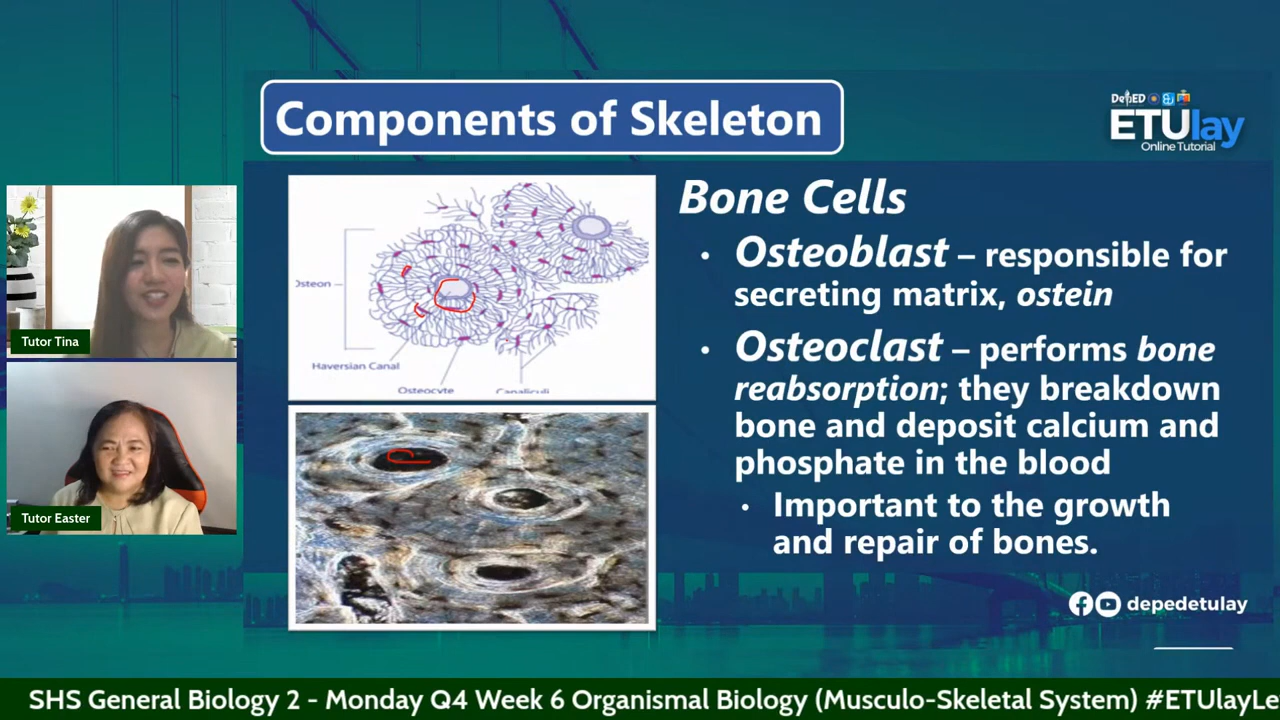 Components of Skeleton
DepED
ETUlay
Online Tutorial
Tutor Tina
Tutor Easter
Osteon
Haversian Canal
Osteocyte
Canaliculi
Bone Cells
• Osteoblast – responsible for
secreting matrix, ostein
• Osteoclast – performs bone
reabsorption; they breakdown
bone and deposit calcium and
phosphate in the blood
• Important to the growth
and repair of bones.
depedetulay
SHS General Biology 2 - Monday Q4 Week 6 Organismal Biology (Musculo-Skeletal System) #ETUlayLe